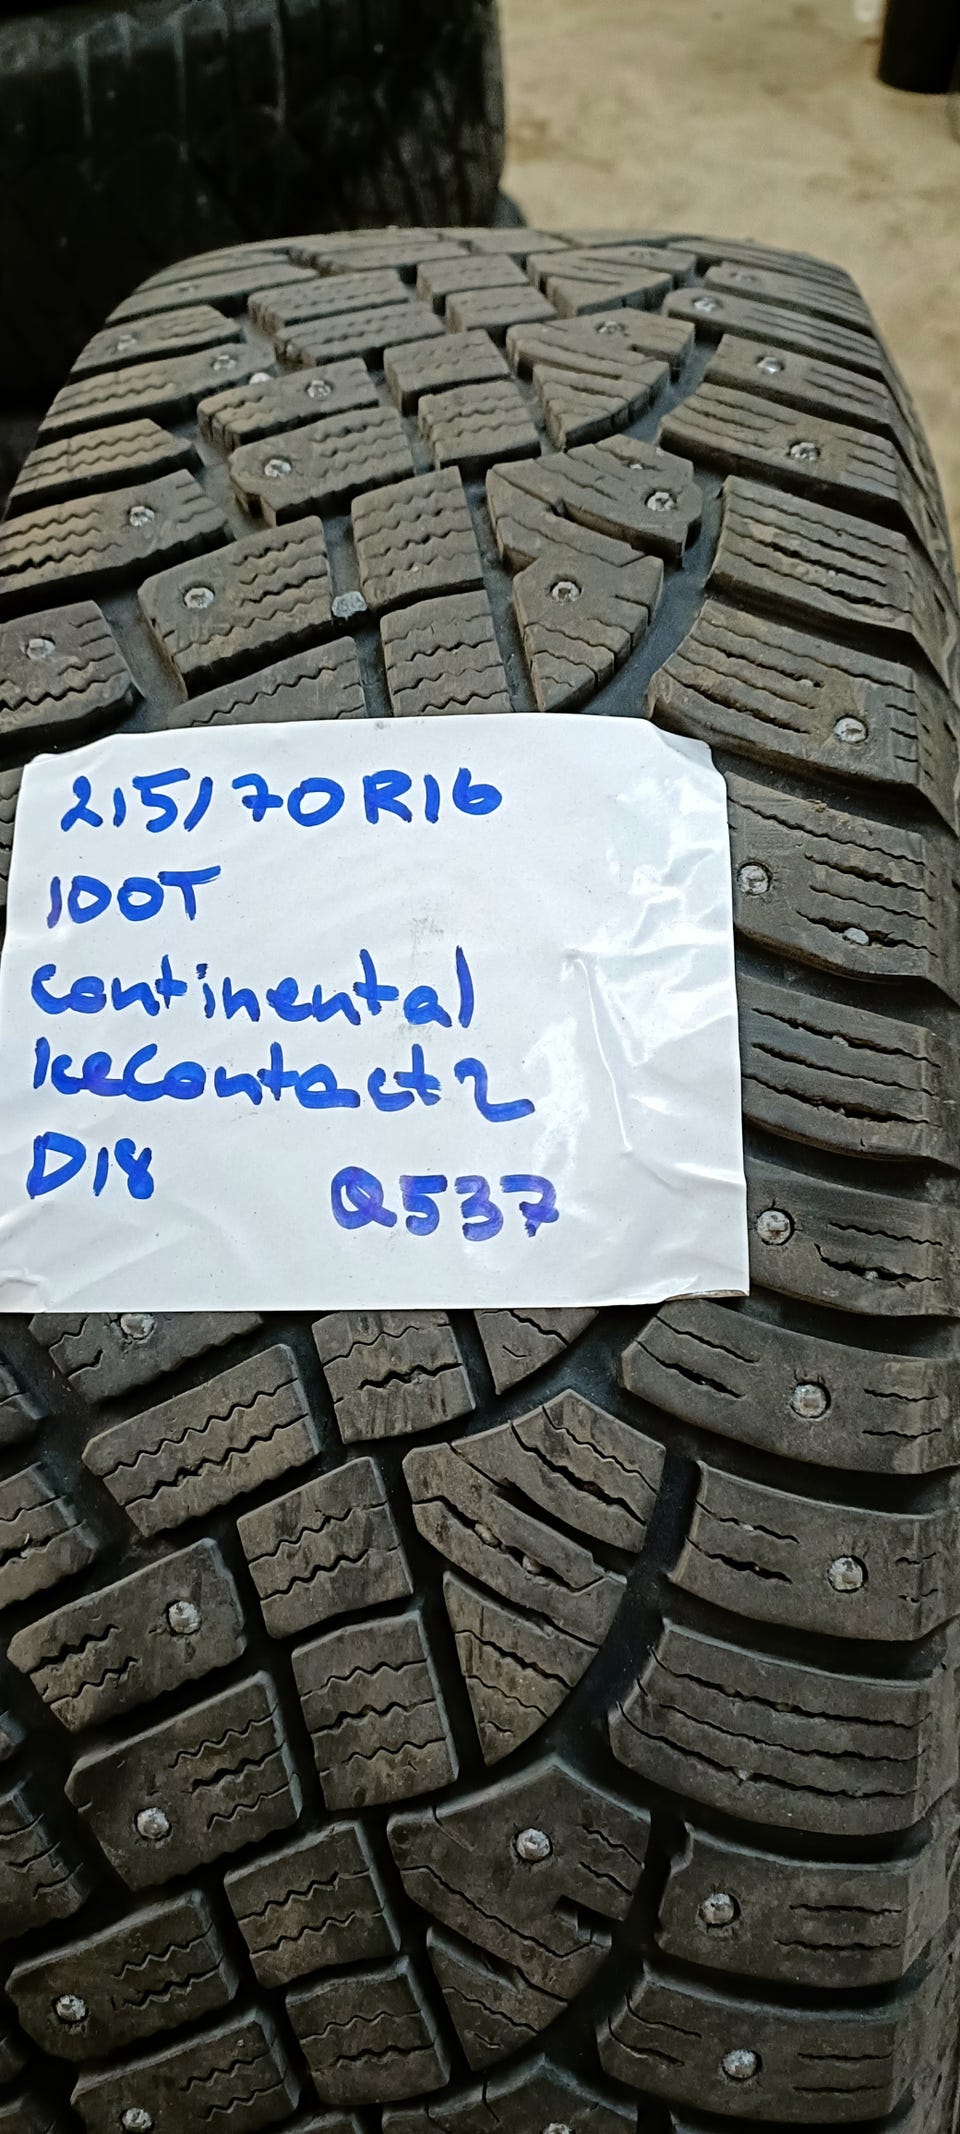 215/70R16
100T
Continental
IceContact2
D18 Q537